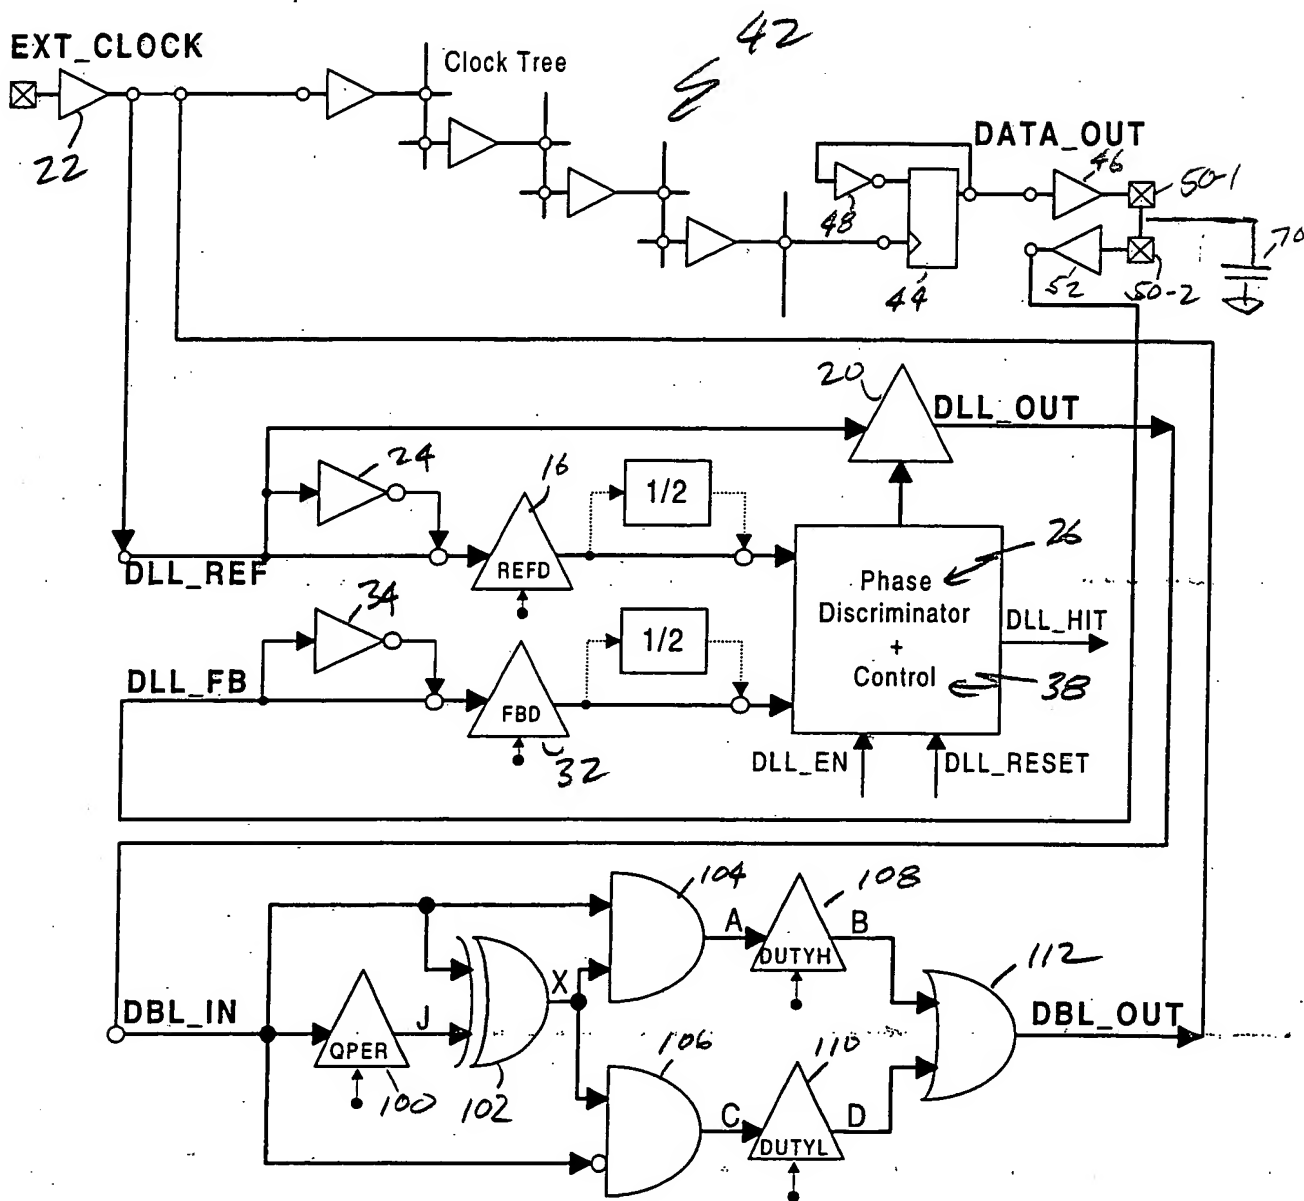 42
EXT_CLOCK
Clock Tree
22
DATA_OUT
46
50-1
48
44
52
50-2
70
20
DLL_OUT
24
16
1/2
DLL_REF
REFD
26
Phase
Discriminator
+
Control
38
DLL_HIT
34
1/2
DLL_FB
FBD
32
DLL_EN
DLL_RESET
104
108
A
B
DUTYH
112
X
DBL_IN
J
DBL_OUT
QPER
100
102
106
110
C
D
DUTYL